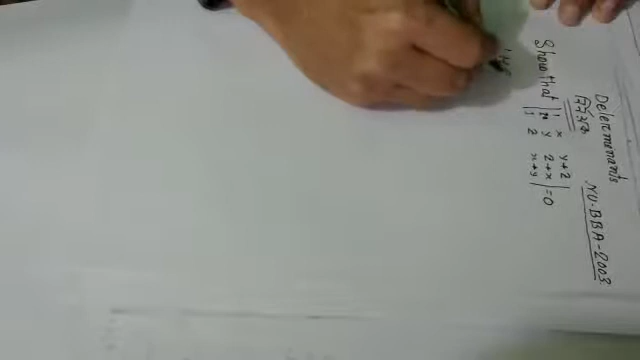 Determinants
NU. BBA-2003
Show that | 1 x y+z |
| 1 y z+x | = 0
| 1 z x+y |
L.H.S